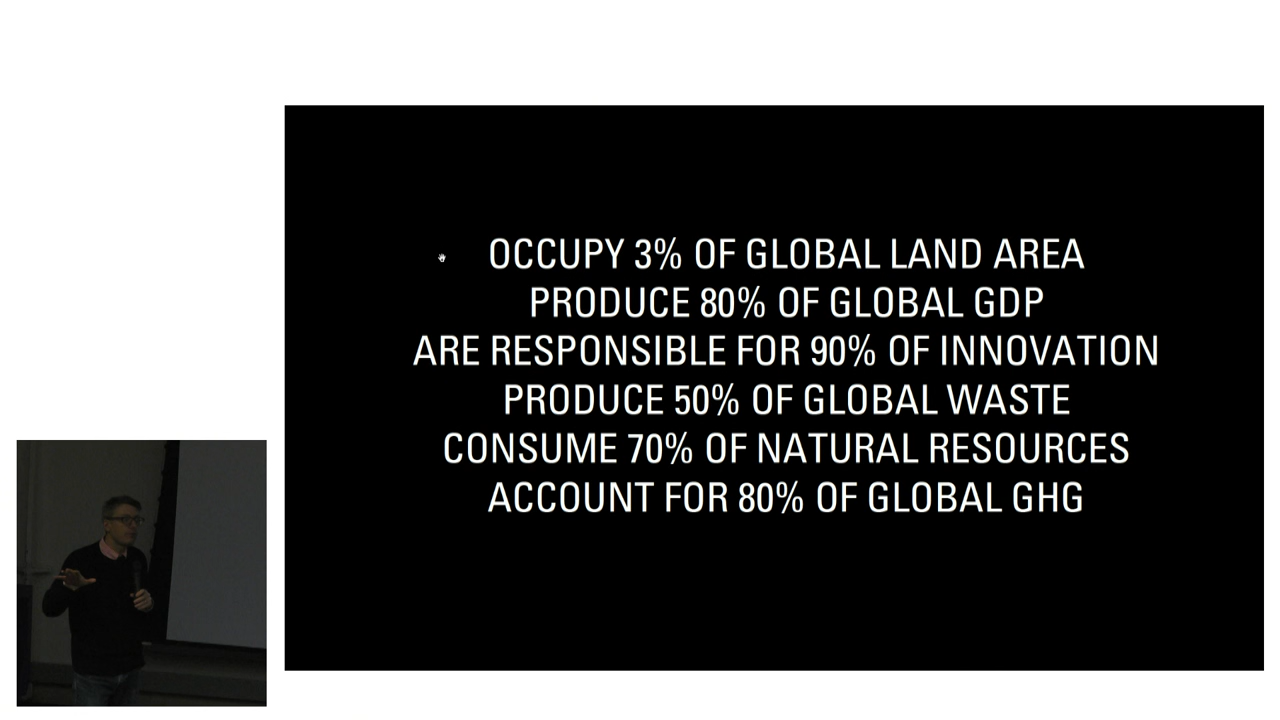 OCCUPY 3% OF GLOBAL LAND AREA
PRODUCE 80% OF GLOBAL GDP
ARE RESPONSIBLE FOR 90% OF INNOVATION
PRODUCE 50% OF GLOBAL WASTE
CONSUME 70% OF NATURAL RESOURCES
ACCOUNT FOR 80% OF GLOBAL GHG